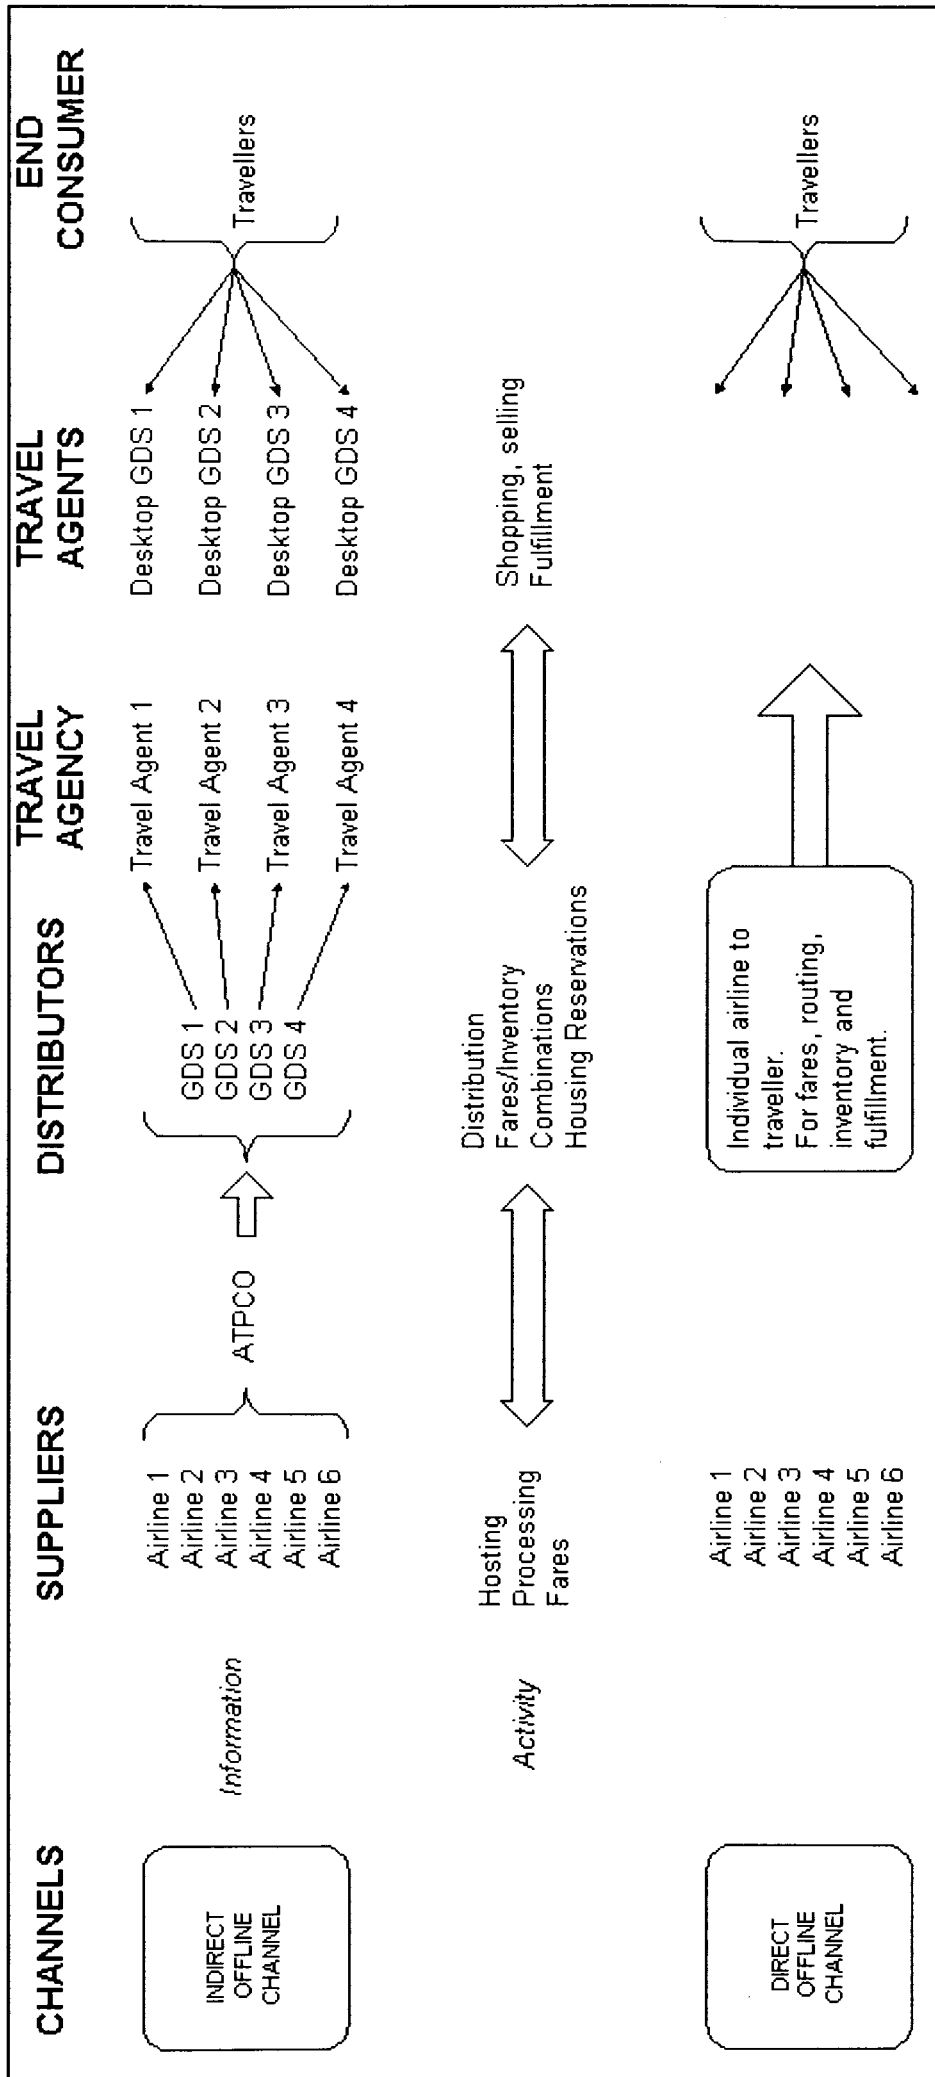 CHANNELS
SUPPLIERS
DISTRIBUTORS
TRAVEL
AGENCY
TRAVEL
AGENTS
END
CONSUMER
INDIRECT
OFFLINE
CHANNEL
Information
Airline 1
Airline 2
Airline 3
Airline 4
Airline 5
Airline 6
ATPCO
GDS 1
GDS 2
GDS 3
GDS 4
Travel Agent 1
Travel Agent 2
Travel Agent 3
Travel Agent 4
Desktop GDS 1
Desktop GDS 2
Desktop GDS 3
Desktop GDS 4
Travellers
Activity
Hosting
Processing
Fares
Distribution
Fares/Inventory
Combinations
Housing Reservations
Shopping, selling
Fulfillment
DIRECT
OFFLINE
CHANNEL
Airline 1
Airline 2
Airline 3
Airline 4
Airline 5
Airline 6
Individual airline to
traveller.
For fares, routing,
inventory and
fulfillment.
Travellers